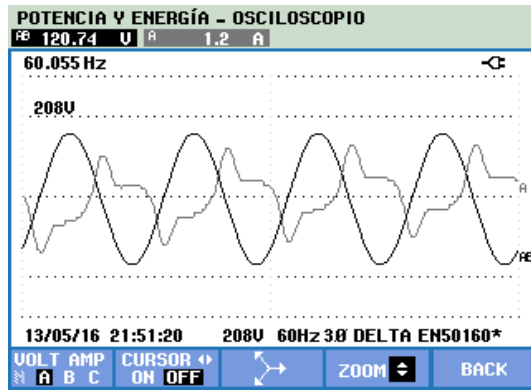 POTENCIA Y ENERGÍA - OSCILOSCOPIO
AB 120.74 V A 1.2 A
60.055 Hz
208V
A
AB
13/05/16 21:51:20 208V 60Hz 3Ø DELTA EN50160*
VOLT AMP CURSOR ZOOM BACK
N A B C ON OFF